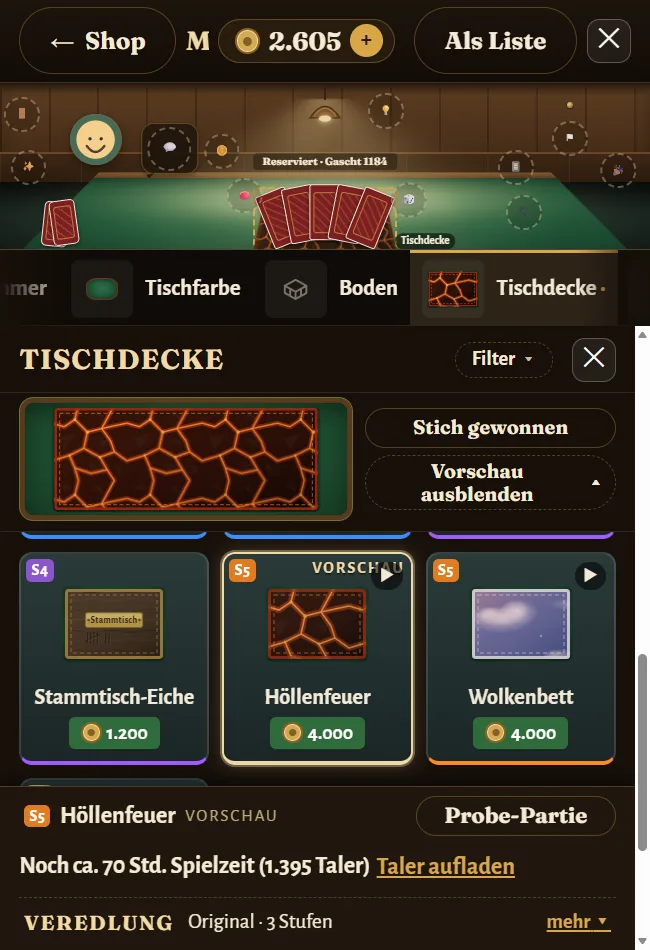 ← Shop
M
2.605
+
Als Liste
Reserviert · Gascht 1184
Tischdecke
mer
Tischfarbe
Boden
Tischdecke
TISCHDECKE
Filter
Stich gewonnen
Vorschau
ausblenden
S4
S5
VORSCHAU
S5
Stammtisch
Stammtisch-Eiche
Höllenfeuer
Wolkenbett
1.200
4.000
4.000
S5 Höllenfeuer VORSCHAU
Probe-Partie
Noch ca. 70 Std. Spielzeit (1.395 Taler) Taler aufladen
VEREDLUNG Original · 3 Stufen
mehr